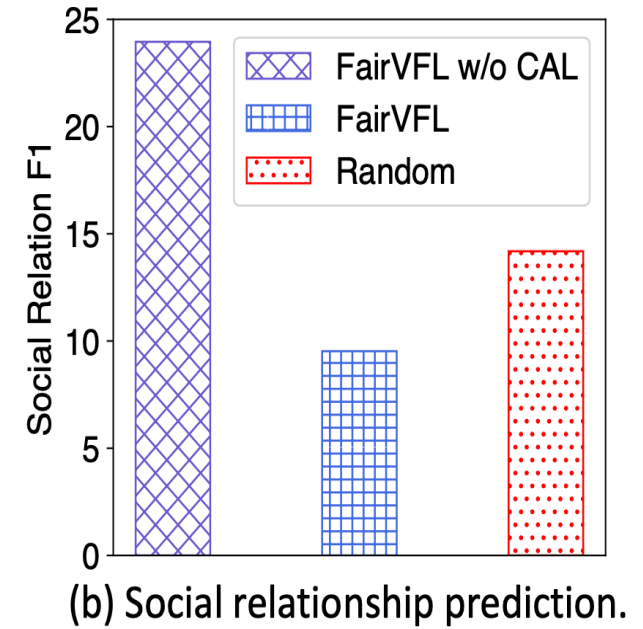 25
20
15
10
5
0
Social Relation F1
FairVFL w/o CAL
FairVFL
Random
(b) Social relationship prediction.